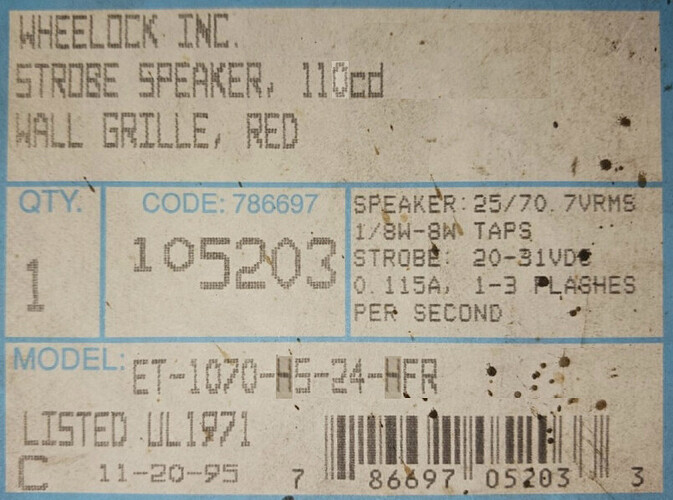 WHEELOCK INC.
STROBE SPEAKER, 110cd
WALL GRILLE, RED
QTY.
1
CODE: 786697
105203
SPEAKER: 25/70.7VRMS
1/8W-8W TAPS
STROBE: 20-31VDC
0.115A, 1-3 FLASHES
PER SECOND
MODEL: ET-1070-HS-24-HFR
LISTED UL1971
C 11-20-95
7 86697 05203 3